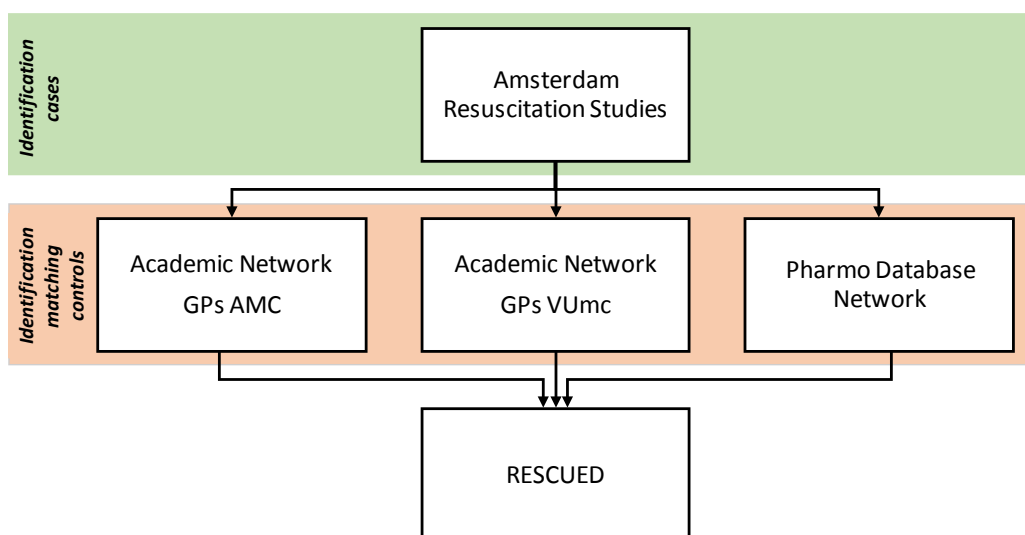 Identification
cases
Amsterdam
Resuscitation Studies
Identification
matching
controls
Academic Network
GPs AMC
Academic Network
GPs VUmc
Pharmo Database
Network
RESCUED